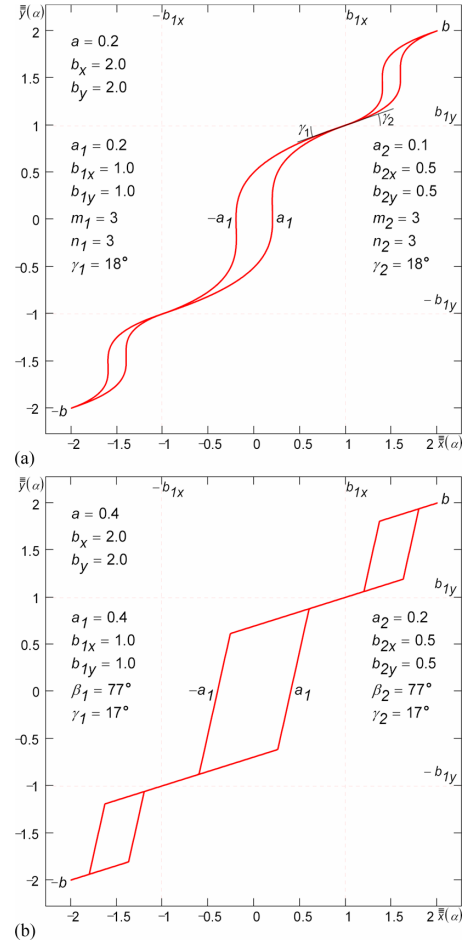 y̿(α)
−b1x
b1x
2
b
a = 0.2
bx = 2.0
by = 2.0
1.5
γ1
γ2
b1y
1
a1 = 0.2
b1x = 1.0
b1y = 1.0
m1 = 3
n1 = 3
γ1 = 18°
a2 = 0.1
b2x = 0.5
b2y = 0.5
m2 = 3
n2 = 3
γ2 = 18°
0.5
−a1
a1
0
−0.5
−b1y
−1
−1.5
−2
−b
−2
−1.5
−1
−0.5
0
0.5
1
1.5
2
x̿(α)
(a)
y̿(α)
−b1x
b1x
2
b
a = 0.4
bx = 2.0
by = 2.0
1.5
b1y
1
a1 = 0.4
b1x = 1.0
b1y = 1.0
β1 = 77°
γ1 = 17°
a2 = 0.2
b2x = 0.5
b2y = 0.5
β2 = 77°
γ2 = 17°
0.5
−a1
a1
0
−0.5
−b1y
−1
−1.5
−2
−b
−2
−1.5
−1
−0.5
0
0.5
1
1.5
2
x̿(α)
(b)